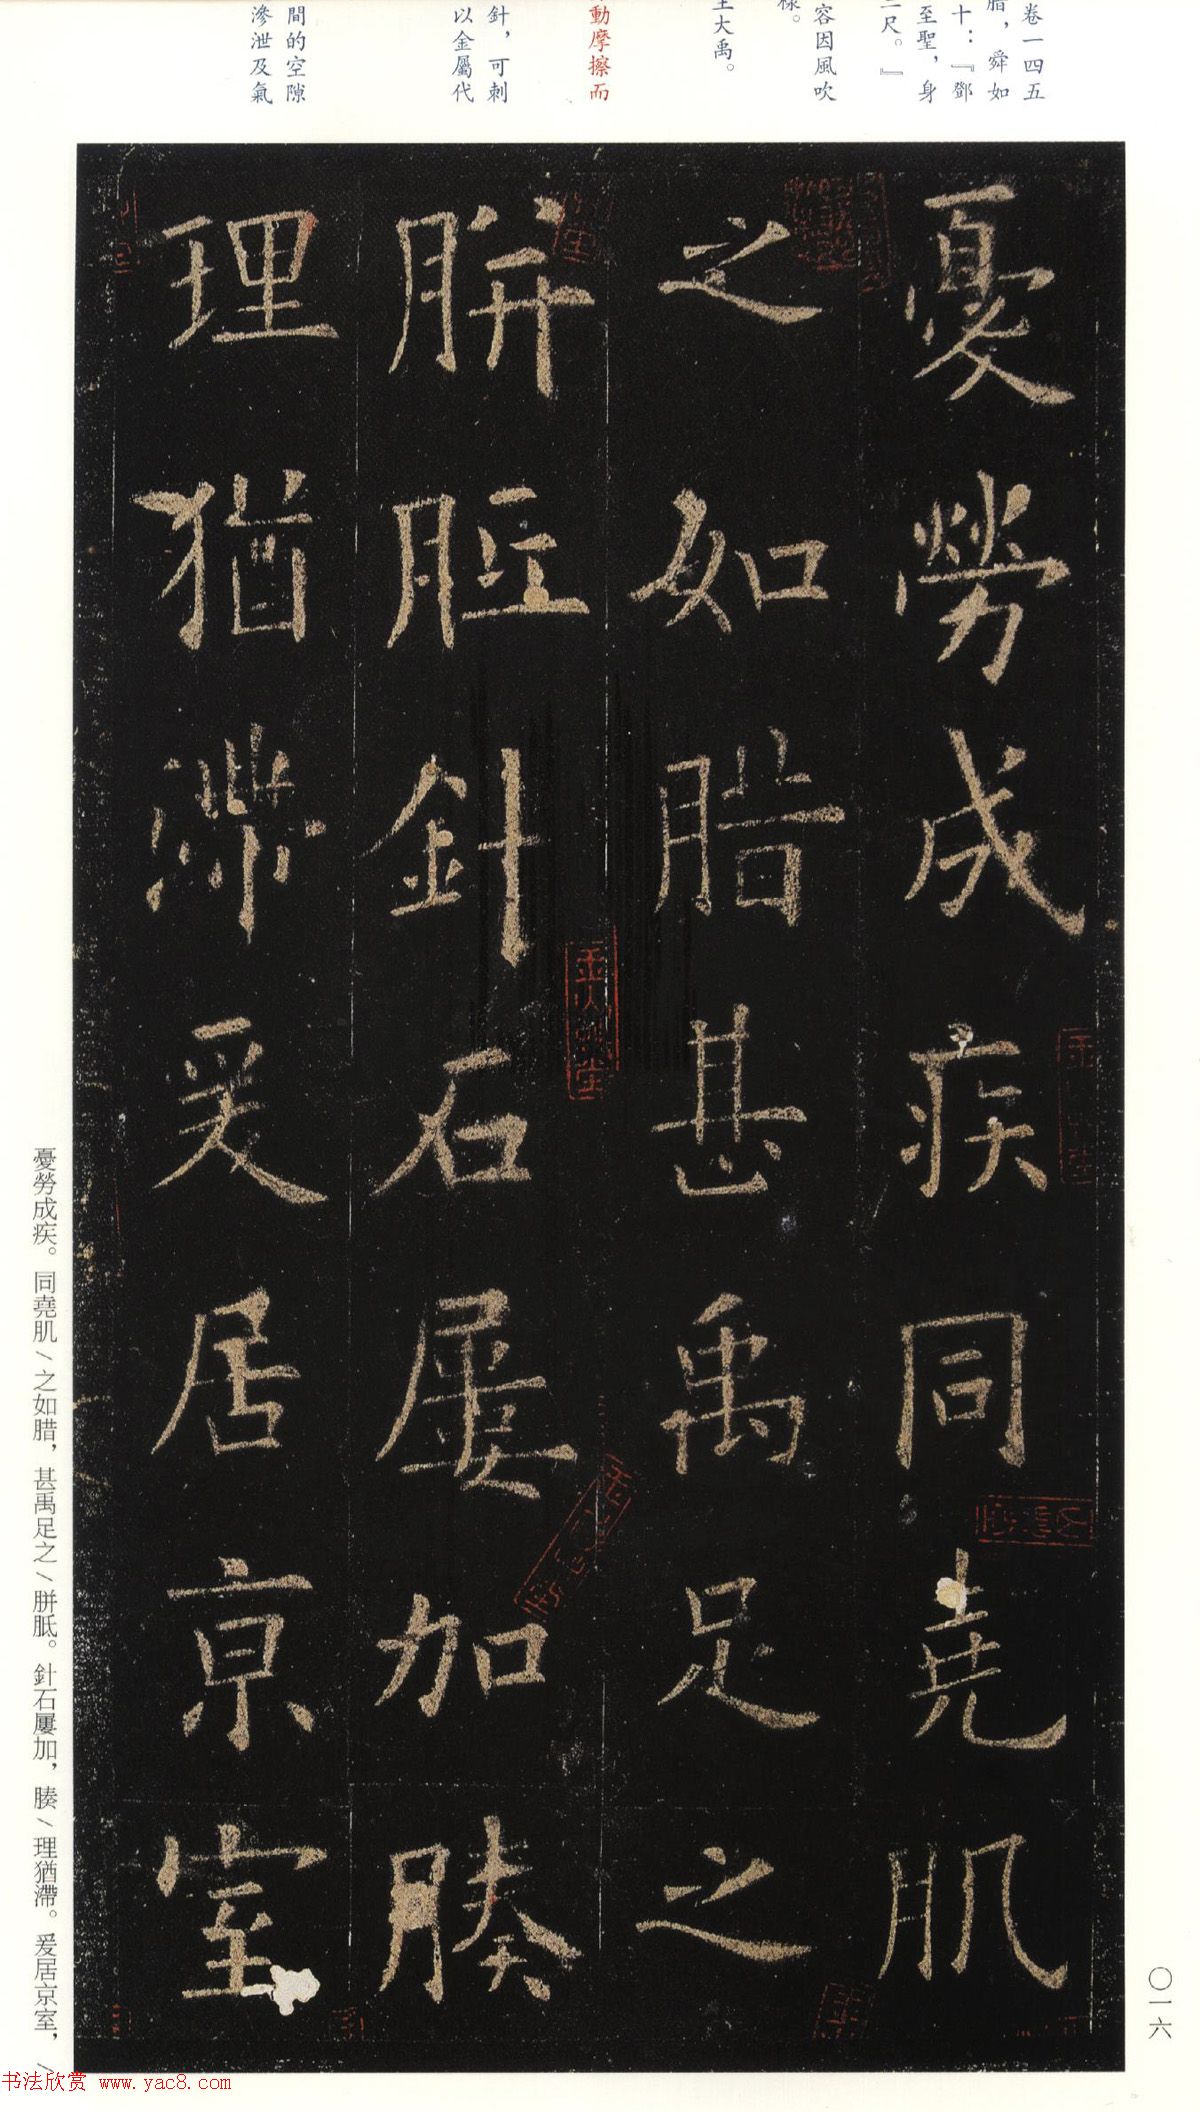 卷一四五
腊，舜如
十：『鄧
至聖，身
尺。』
容因風吹
樣。
大禹。
動摩擦而
針，可刺
以金屬代
間的空隙
滲泄及氣
憂勞成疾同堯肌
之如腊甚禹足之
胼胝針石屢加腠
理猶滯爰居京室
憂勞成疾。同堯肌\之如腊，甚禹足之\胼胝。針石屢加，腠\理猶滯。爰居京室，\
〇一六
书法欣赏 www.yac8.com